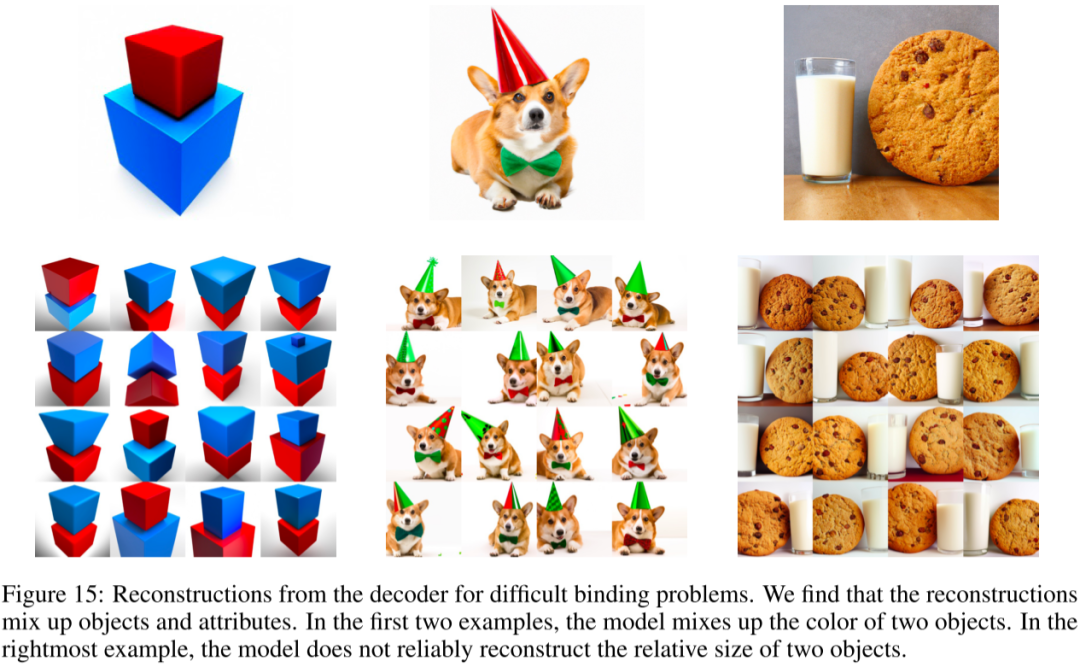 Figure 15: Reconstructions from the decoder for difficult binding problems. We find that the reconstructions
mix up objects and attributes. In the first two examples, the model mixes up the color of two objects. In the
rightmost example, the model does not reliably reconstruct the relative size of two objects.